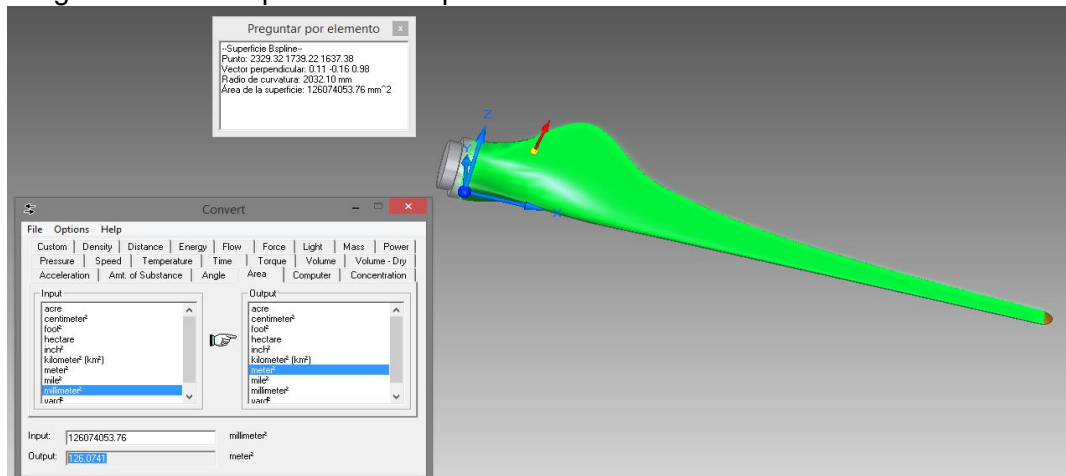 Preguntar por elemento
--Superficie Bspline--
Punto: 2329.32 1739.22 1637.38
Vector perpendicular: 0.11 -0.16 0.98
Radio de curvatura: 2032.10 mm
Área de la superficie: 126074053.76 mm^2
Z
Y
X
Convert
File Options Help
Custom Density Distance Energy Flow Force Light Mass Power
Pressure Speed Temperature Time Torque Volume Volume - Dry
Acceleration Amt. of Substance Angle Area Computer Concentration
Input
acre
centimeter²
foot²
hectare
inch²
kilometer² (km²)
meter²
mile²
millimeter²
yard²
Output
acre
centimeter²
foot²
hectare
inch²
kilometer² (km²)
meter²
mile²
millimeter²
yard²
Input: 126074053.76 millimeter²
Output: 126.0741 meter²